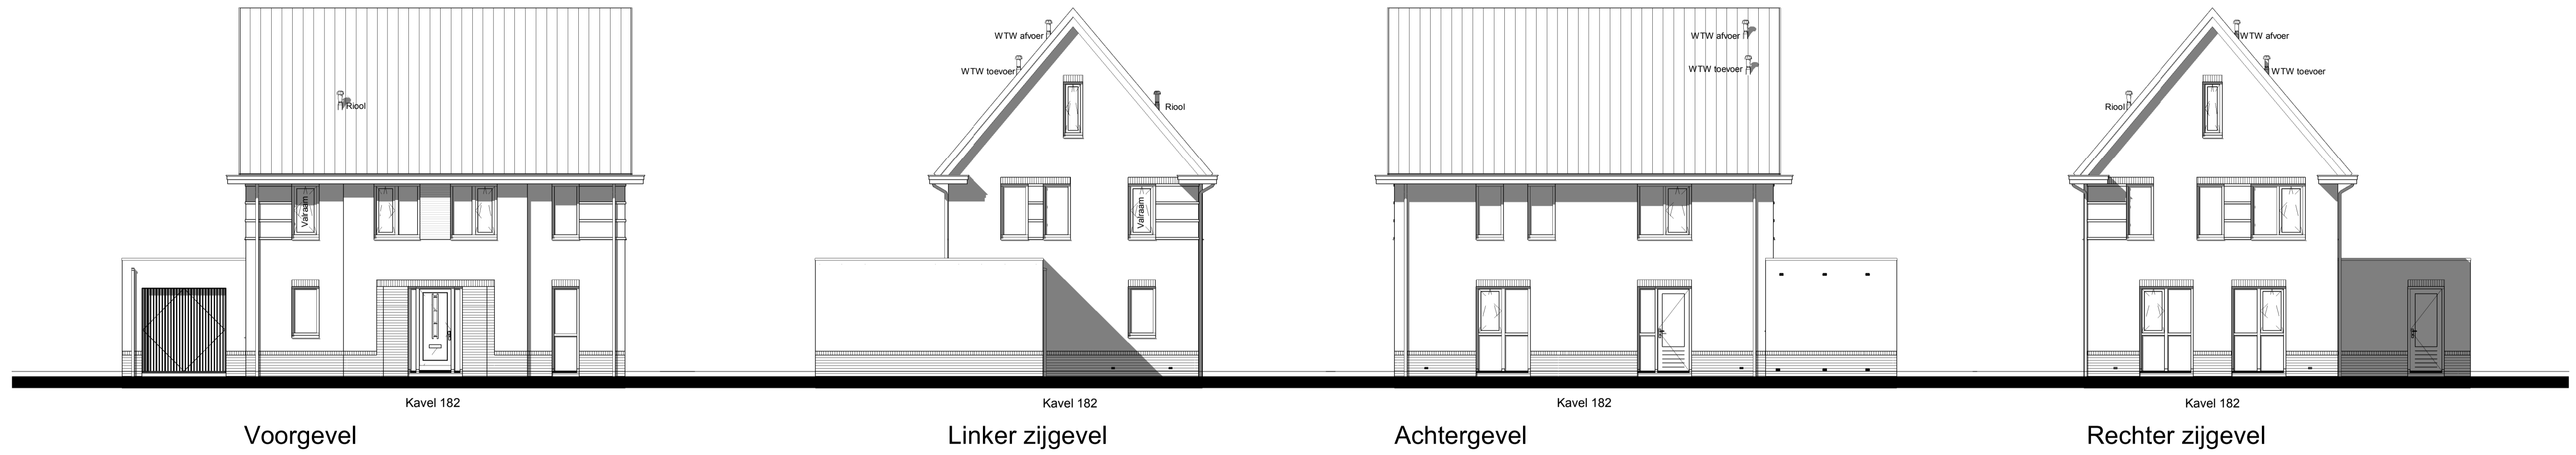 Riool
Valraam
Kavel 182
Voorgevel
WTW afvoer
WTW toevoer
Riool
Valraam
Kavel 182
Linker zijgevel
WTW afvoer
WTW toevoer
Kavel 182
Achtergevel
WTW afvoer
WTW toevoer
Riool
Kavel 182
Rechter zijgevel